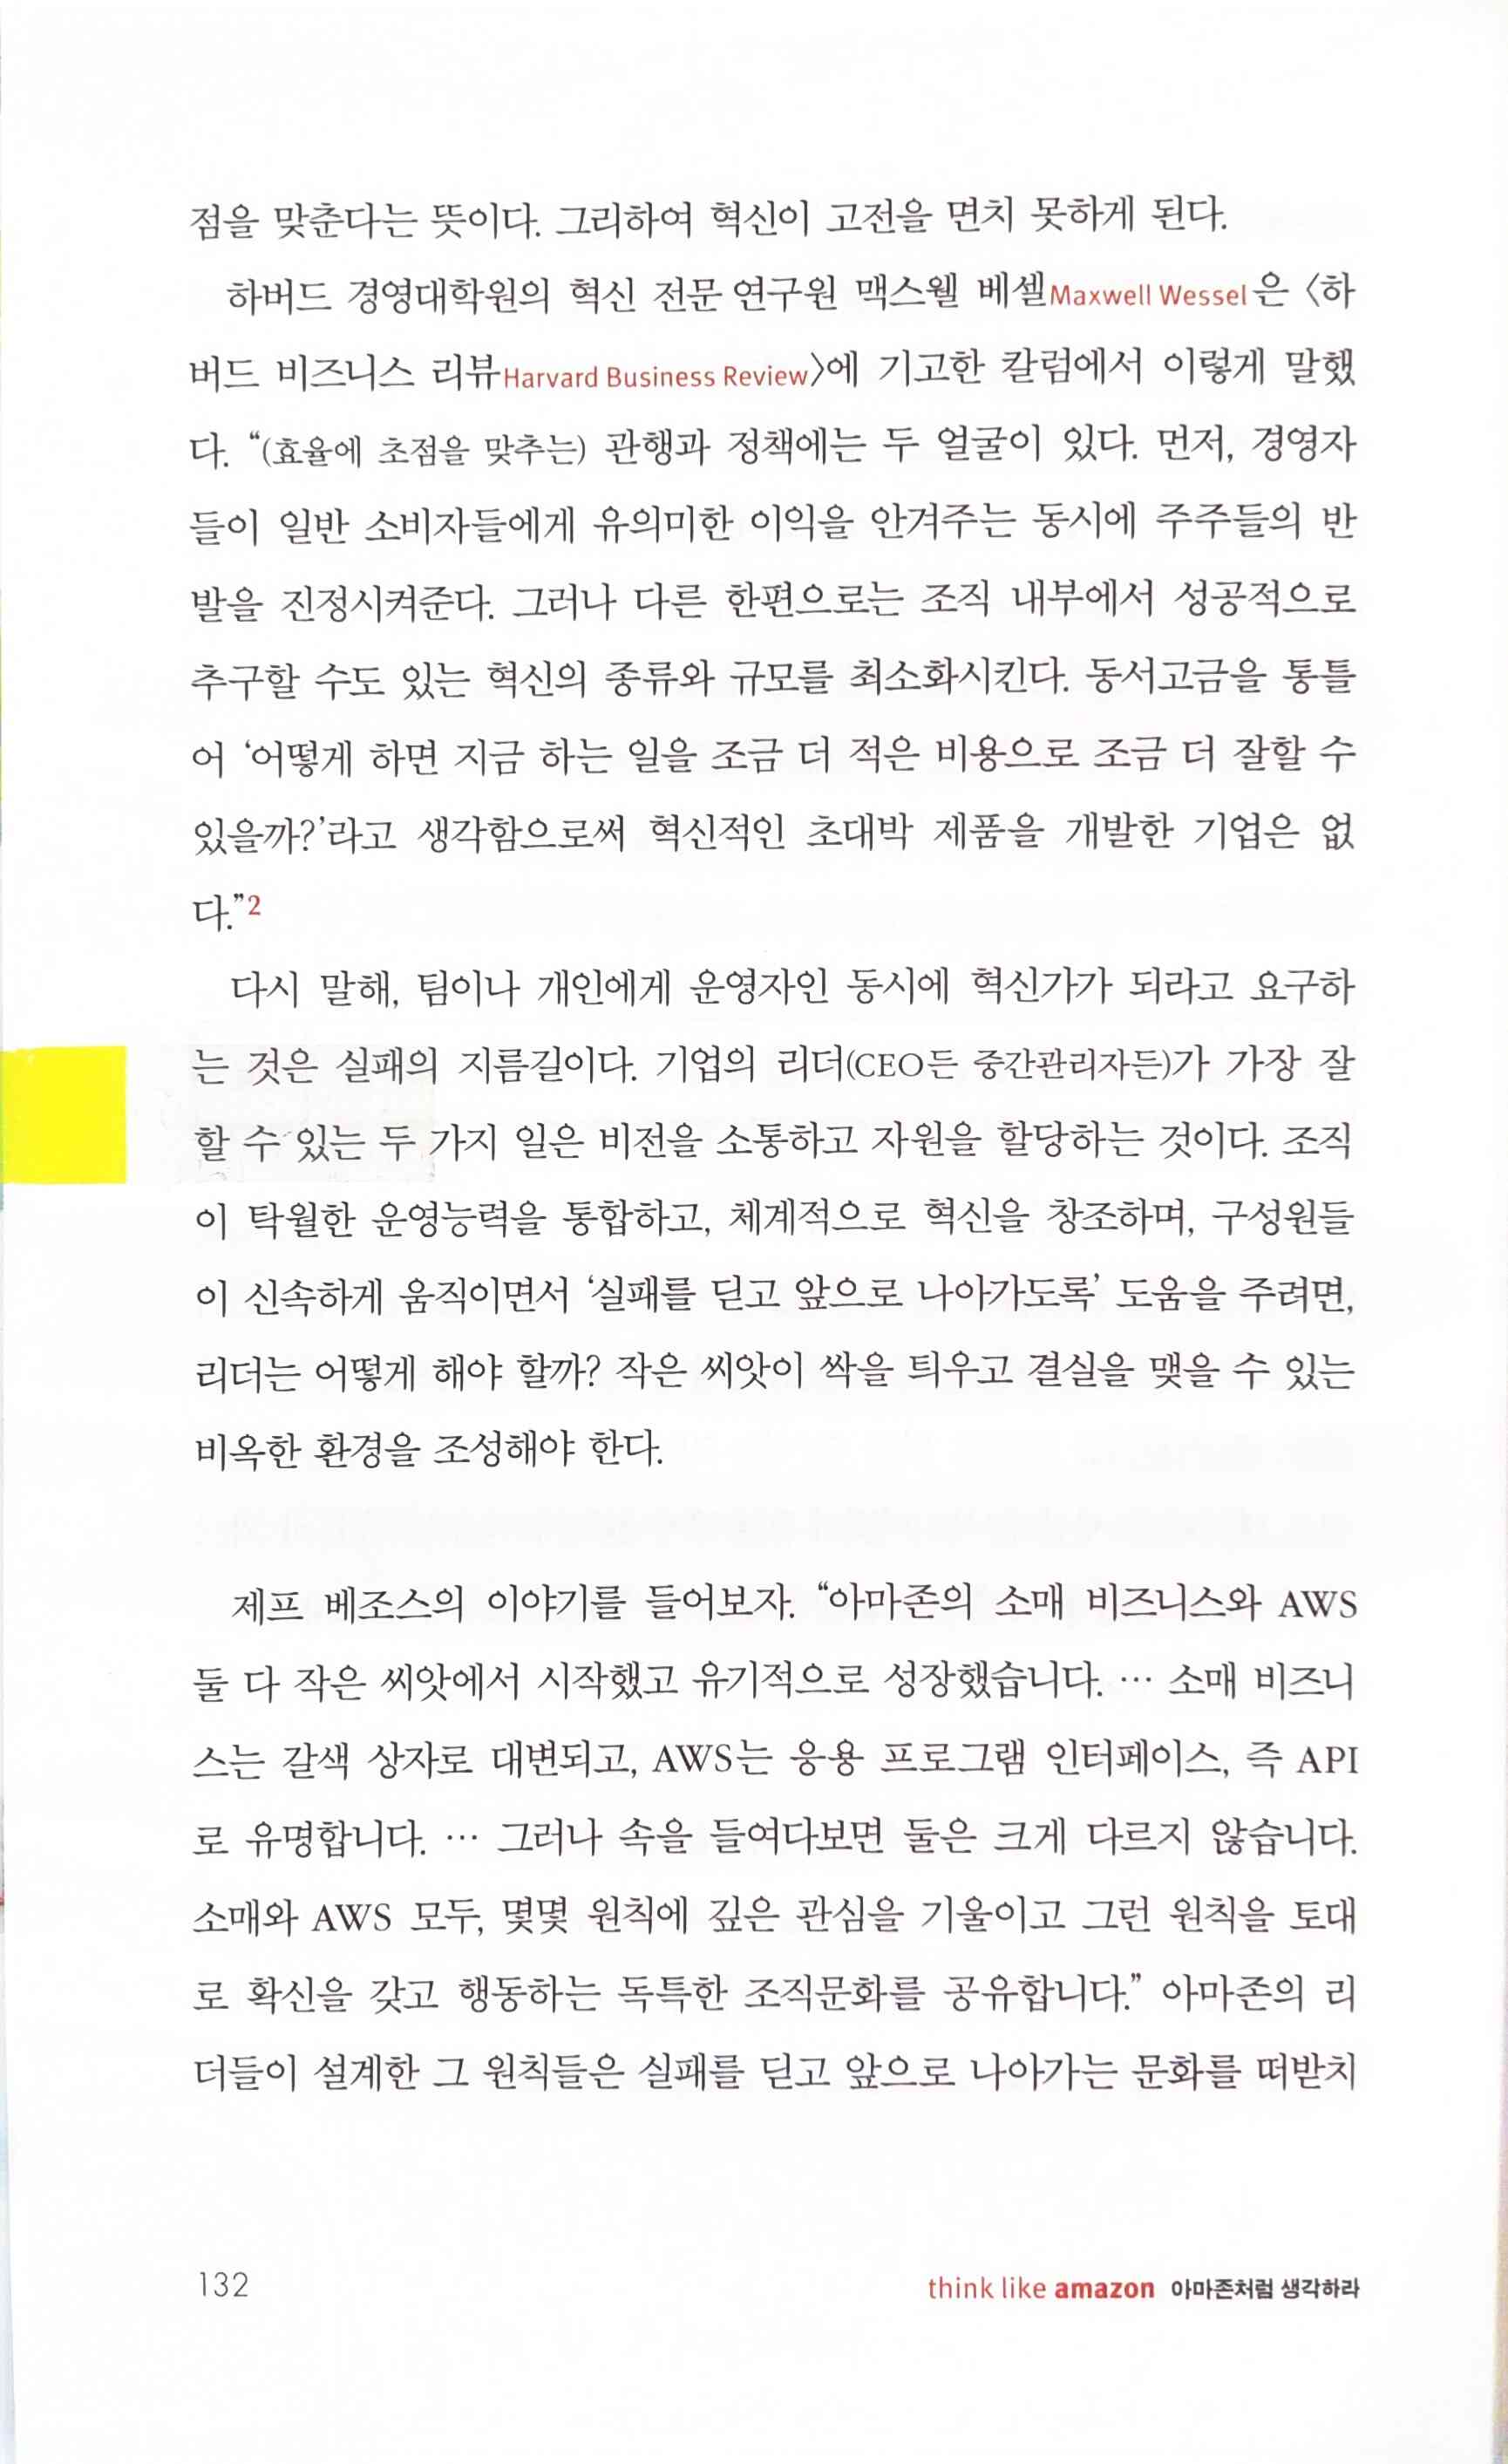 점을 맞춘다는 뜻이다. 그리하여 혁신이 고전을 면치 못하게 된다.
하버드 경영대학원의 혁신 전문 연구원 맥스웰 베셀Maxwell Wessel은 〈하
버드 비즈니스 리뷰Harvard Business Review〉에 기고한 칼럼에서 이렇게 말했
다. “(효율에 초점을 맞추는) 관행과 정책에는 두 얼굴이 있다. 먼저, 경영자
들이 일반 소비자들에게 유의미한 이익을 안겨주는 동시에 주주들의 반
발을 진정시켜준다. 그러나 다른 한편으로는 조직 내부에서 성공적으로
추구할 수도 있는 혁신의 종류와 규모를 최소화시킨다. 동서고금을 통틀
어 ‘어떻게 하면 지금 하는 일을 조금 더 적은 비용으로 조금 더 잘할 수
있을까?’라고 생각함으로써 혁신적인 초대박 제품을 개발한 기업은 없
다.”2
다시 말해, 팀이나 개인에게 운영자인 동시에 혁신가가 되라고 요구하
는 것은 실패의 지름길이다. 기업의 리더(CEO든 중간관리자든)가 가장 잘
할 수 있는 두 가지 일은 비전을 소통하고 자원을 할당하는 것이다. 조직
이 탁월한 운영능력을 통합하고, 체계적으로 혁신을 창조하며, 구성원들
이 신속하게 움직이면서 ‘실패를 딛고 앞으로 나아가도록’ 도움을 주려면,
리더는 어떻게 해야 할까? 작은 씨앗이 싹을 틔우고 결실을 맺을 수 있는
비옥한 환경을 조성해야 한다.
제프 베조스의 이야기를 들어보자. “아마존의 소매 비즈니스와 AWS
둘 다 작은 씨앗에서 시작했고 유기적으로 성장했습니다. … 소매 비즈니
스는 갈색 상자로 대변되고, AWS는 응용 프로그램 인터페이스, 즉 API
로 유명합니다. … 그러나 속을 들여다보면 둘은 크게 다르지 않습니다.
소매와 AWS 모두, 몇몇 원칙에 깊은 관심을 기울이고 그런 원칙을 토대
로 확신을 갖고 행동하는 독특한 조직문화를 공유합니다.” 아마존의 리
더들이 설계한 그 원칙들은 실패를 딛고 앞으로 나아가는 문화를 떠받치
132
think like amazon 아마존처럼 생각하라